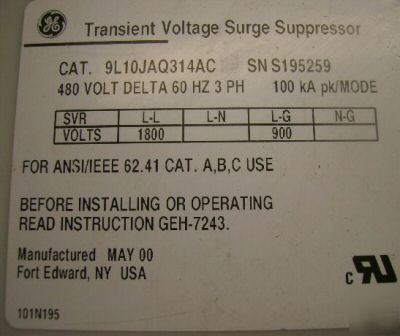 GE Transient Voltage Surge Suppressor
CAT. 9L10JAQ314AC SN S195259
480 VOLT DELTA 60 HZ 3 PH 100 kA pk/MODE
SVR L-L L-N L-G N-G
VOLTS 1800 900
FOR ANSI/IEEE 62.41 CAT. A,B,C USE
BEFORE INSTALLING OR OPERATING
READ INSTRUCTION GEH-7243.
Manufactured MAY 00
Fort Edward, NY USA
c RU
101N195